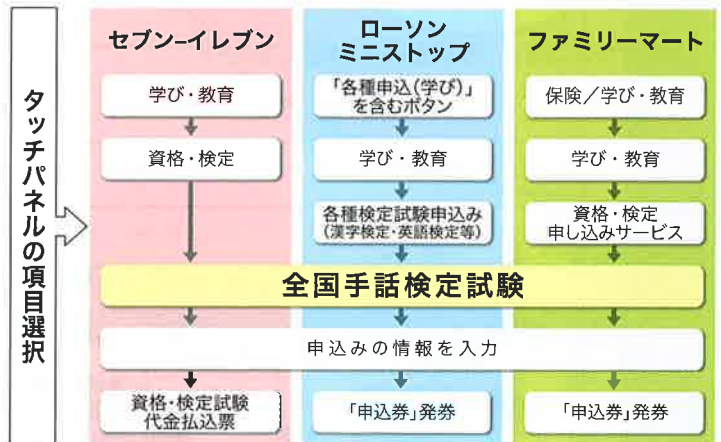 タッチパネルの項目選択
セブン-イレブン
学び・教育
資格・検定
ローソン
ミニストップ
「各種申込(学び)」
を含むボタン
学び・教育
各種検定試験申込み
(漢字検定・英語検定等)
ファミリーマート
保険／学び・教育
学び・教育
資格・検定
申し込みサービス
全国手話検定試験
申込みの情報を入力
資格・検定試験
代金払込票
「申込券」発券
「申込券」発券